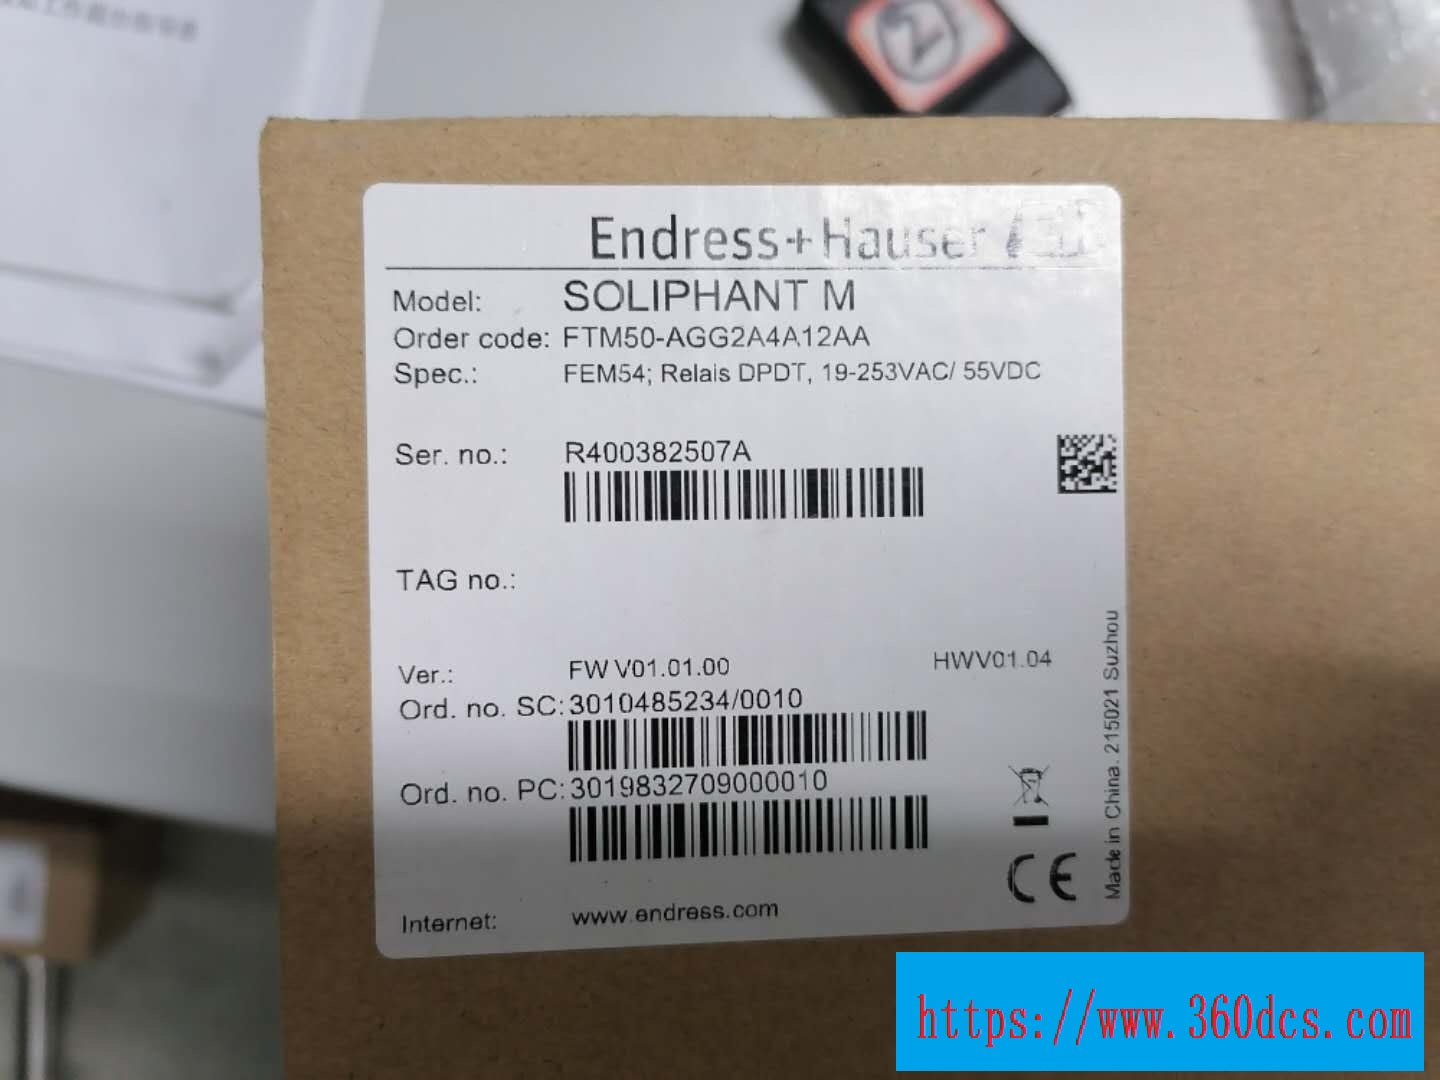 Endress+Hauser
Model: SOLIPHANT M
Order code: FTM50-AGG2A4A12AA
Spec.: FEM54; Relais DPDT, 19-253VAC/ 55VDC
Ser. no.: R400382507A
TAG no.:
Ver.: FW V01.01.00 HWV01.04
Ord. no. SC: 3010485234/0010
Ord. no. PC: 3019832709000010
Internet: www.endress.com
CE
Made in China. 215021 Suzhou
https://www.360dcs.com